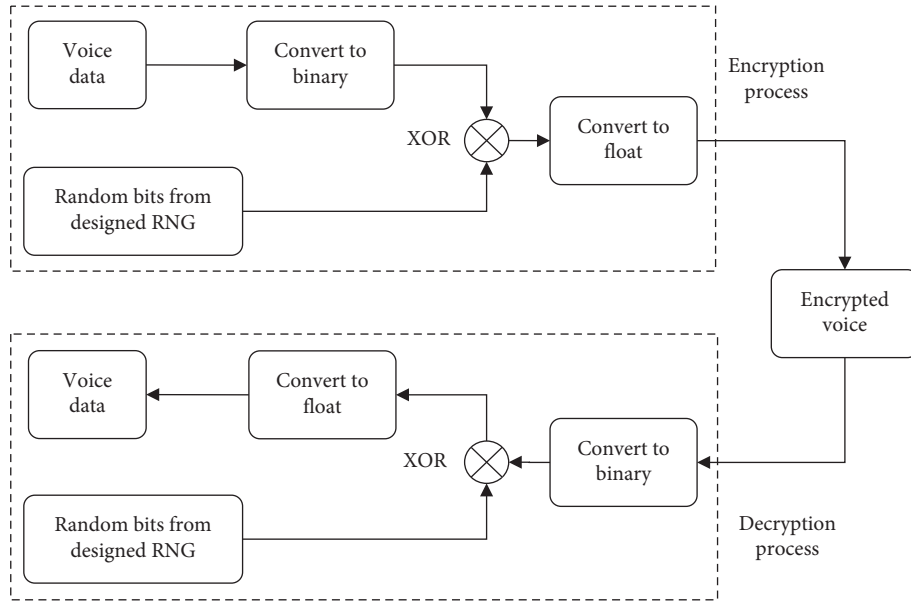 Voice
data
Convert to
binary
Encryption
process
XOR
Convert to
float
Random bits from
designed RNG
Encrypted
voice
Voice
data
Convert to
float
XOR
Convert to
binary
Random bits from
designed RNG
Decryption
process